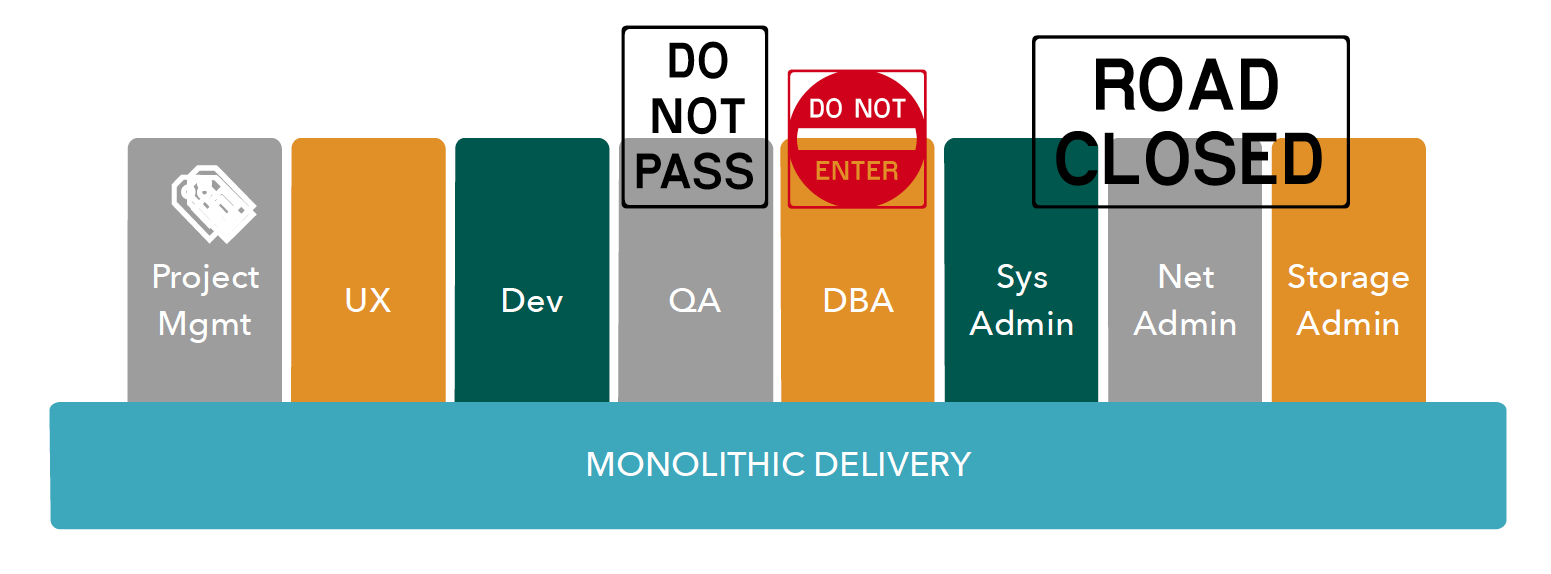 DO
NOT
PASS
DO NOT
ENTER
ROAD
CLOSED
Project
Mgmt
UX
Dev
QA
DBA
Sys
Admin
Net
Admin
Storage
Admin
MONOLITHIC DELIVERY